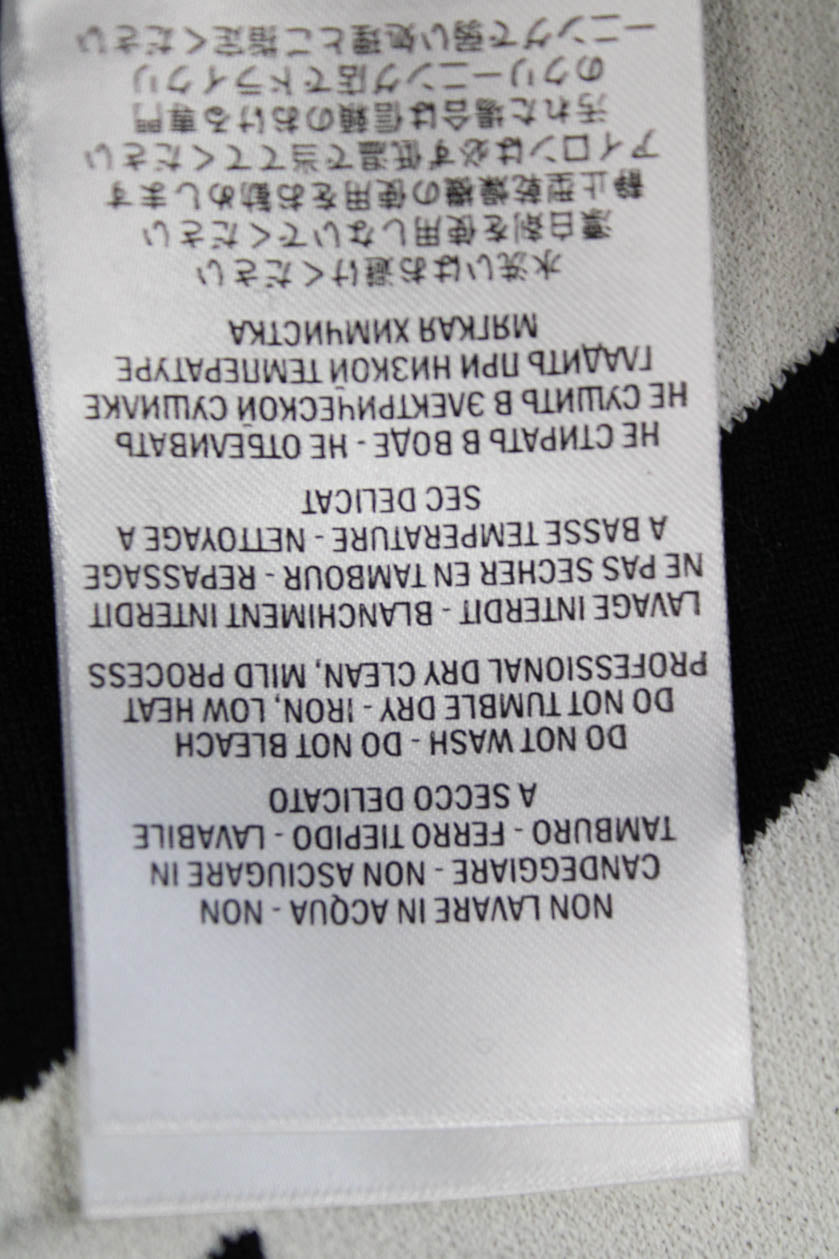 NON LAVARE IN ACQUA - NON
CANDEGGIARE - NON ASCIUGARE IN
TAMBURO - FERRO TIEPIDO - LAVABILE
A SECCO DELICATO
DO NOT WASH - DO NOT BLEACH
DO NOT TUMBLE DRY - IRON, LOW HEAT
PROFESSIONAL DRY CLEAN, MILD PROCESS
LAVAGE INTERDIT - BLANCHIMENT INTERDIT
NE PAS SECHER EN TAMBOUR - REPASSAGE
A BASSE TEMPERATURE - NETTOYAGE A
SEC DELICAT
НЕ СТИРАТЬ В ВОДЕ - НЕ ОТБЕЛИВАТЬ
НЕ СУШИТЬ В ЭЛЕКТРИЧЕСКОЙ СУШИЛКЕ
ГЛАДИТЬ ПРИ НИЗКОЙ ТЕМПЕРАТУРЕ
МЯГКАЯ ХИМЧИСТКА
水洗いはお避けください
漂白剤を使用しないでください
静止型乾燥機の使用をお勧めします
アイロンは必ず低温で当ててください
汚れた場合は信頼のおける専門
のクリーニング店でドライクリ
ーニングで弱い処理とご指定ください